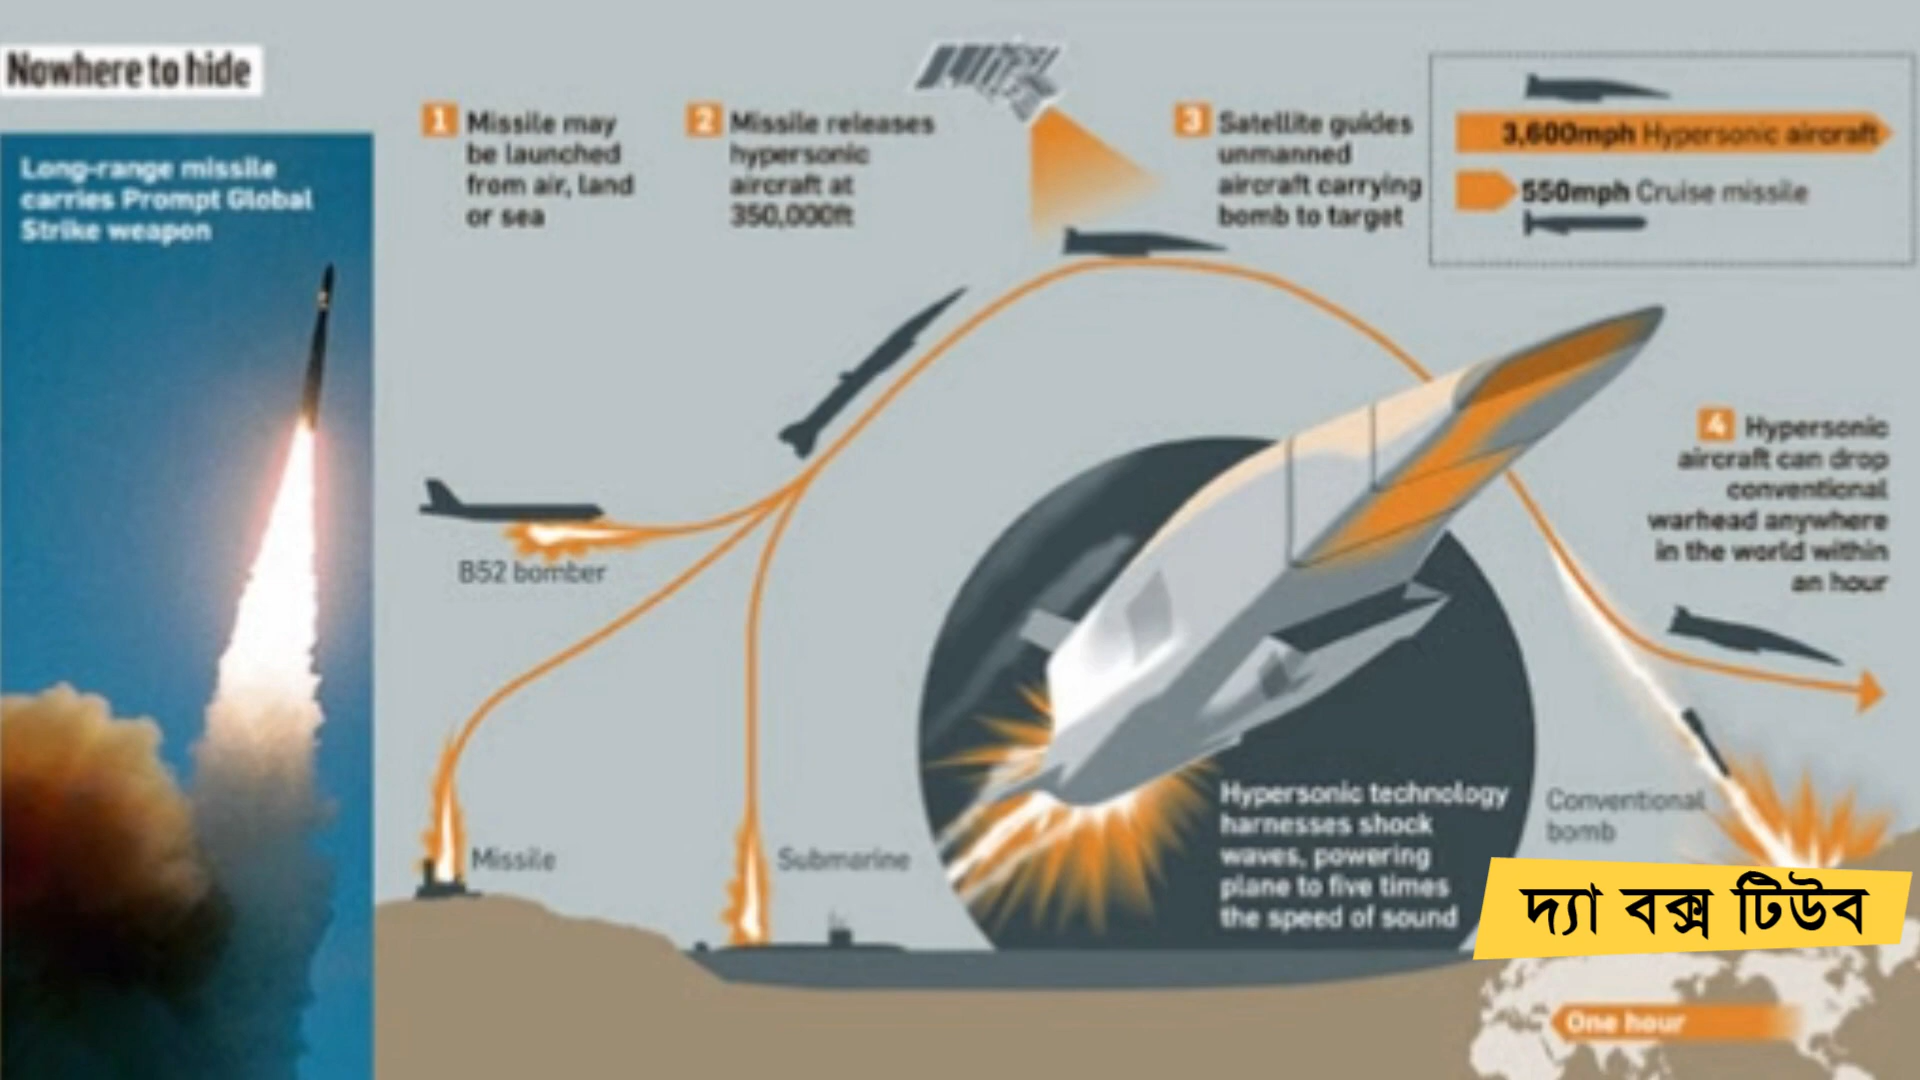 Nowhere to hide
Long-range missile
carries Prompt Global
Strike weapon
1 Missile may
be launched
from air, land
or sea
2 Missile releases
hypersonic
aircraft at
350,000ft
3 Satellite guides
unmanned
aircraft carrying
bomb to target
3,600mph Hypersonic aircraft
550mph Cruise missile
4 Hypersonic
aircraft can drop
conventional
warhead anywhere
in the world within
an hour
B52 bomber
Missile
Submarine
Hypersonic technology
harnesses shock
waves, powering
plane to five times
the speed of sound
Conventional
bomb
দ্যা বক্স টিউব
One hour